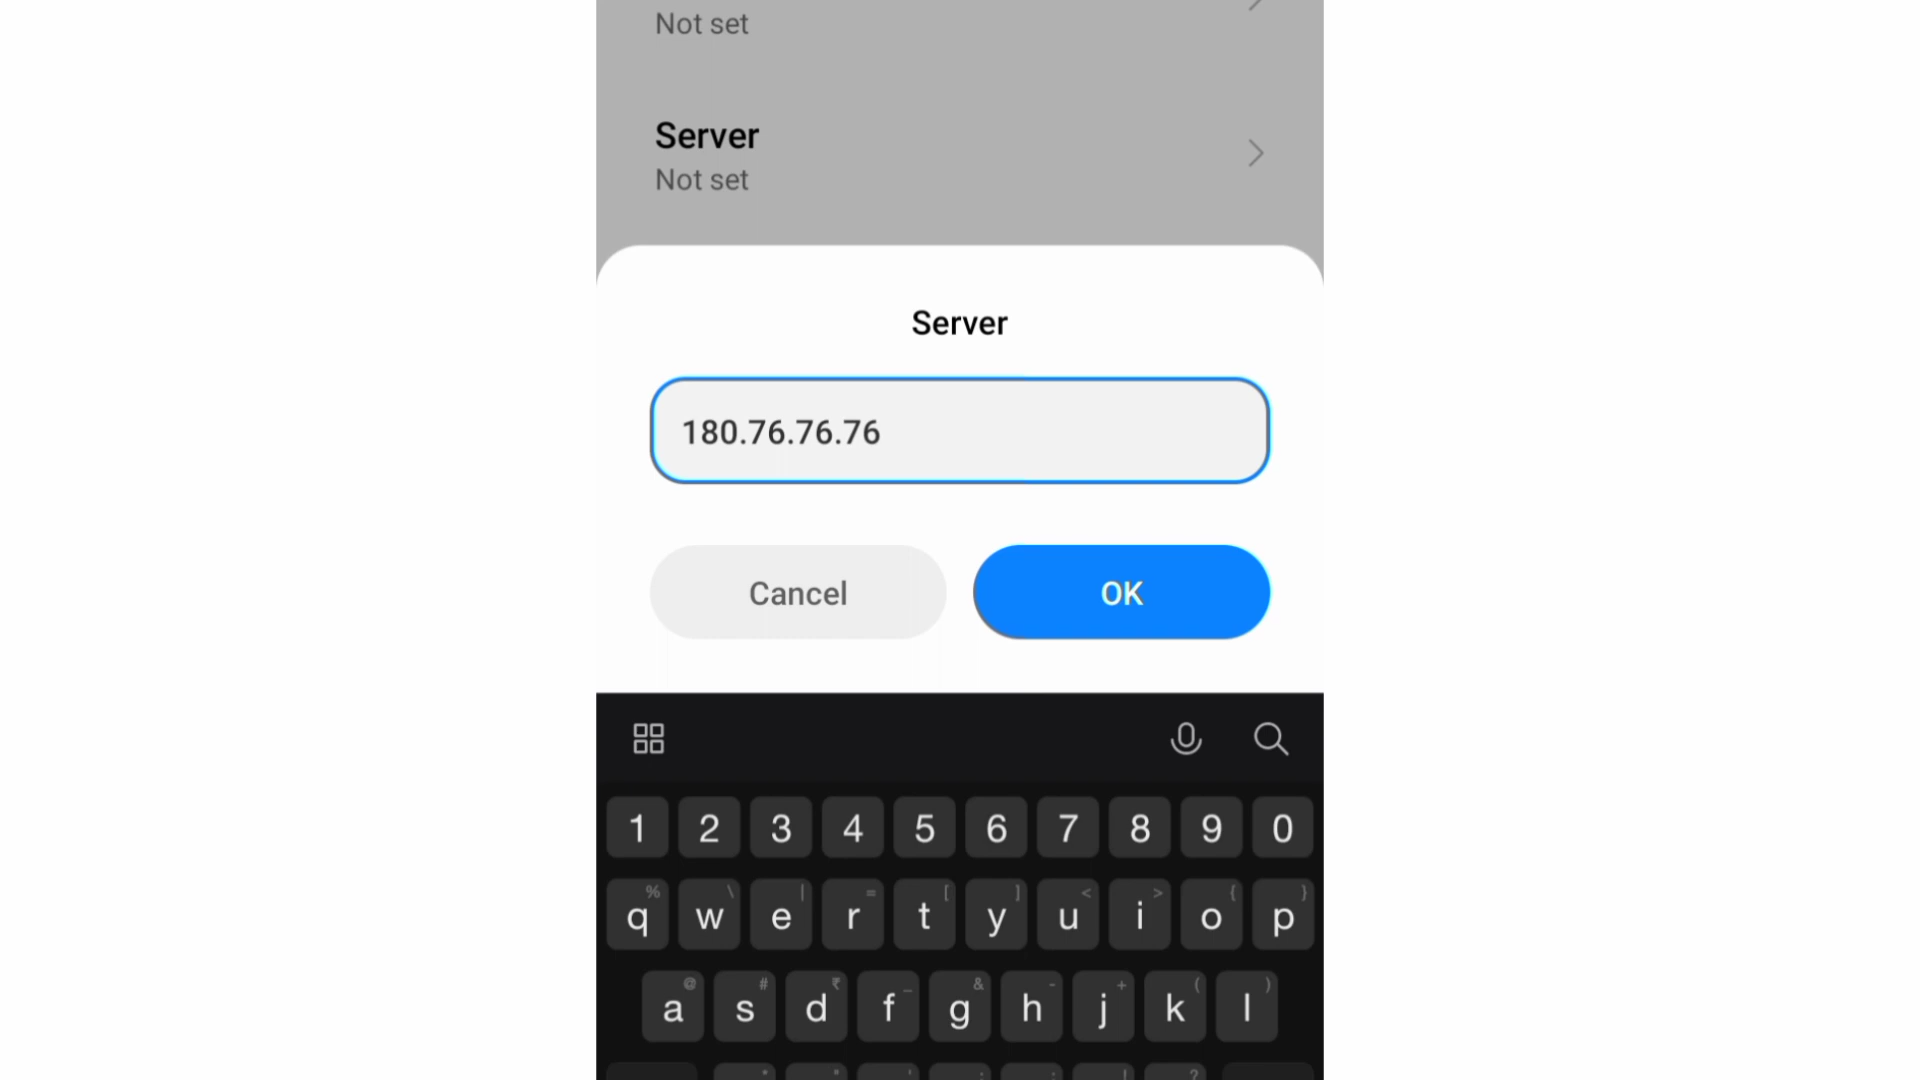 Not set
Server
Not set
Server
180.76.76.76
Cancel OK
1 2 3 4 5 6 7 8 9 0
% \ | = [ ] < > { }
q w e r t y u i o p
@ # ₹ _ & - + ( )
a s d f g h j k l
* " ' : ; ! ?